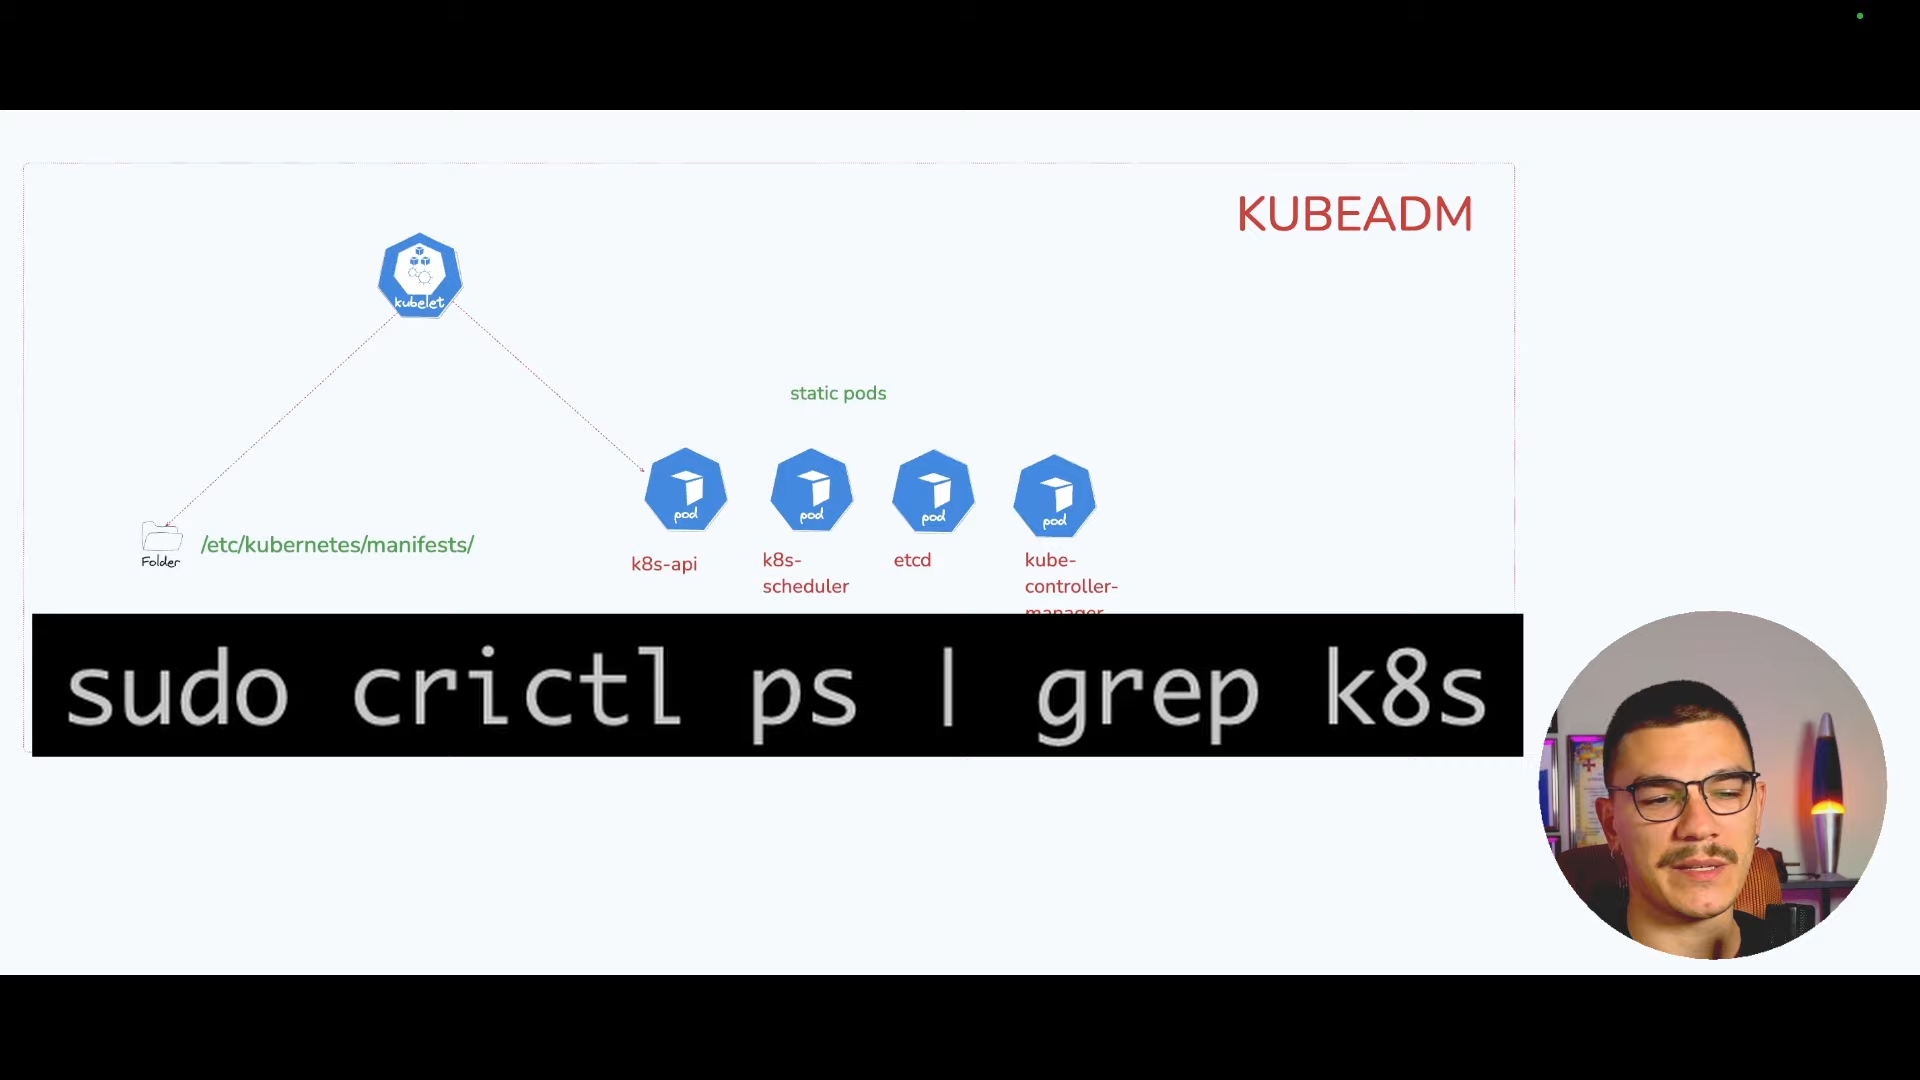 KUBEADM
kubelet
static pods
pod
pod
pod
pod
Folder
/etc/kubernetes/manifests/
k8s-api
k8s-
scheduler
etcd
kube-
controller-
manager
sudo crictl ps | grep k8s